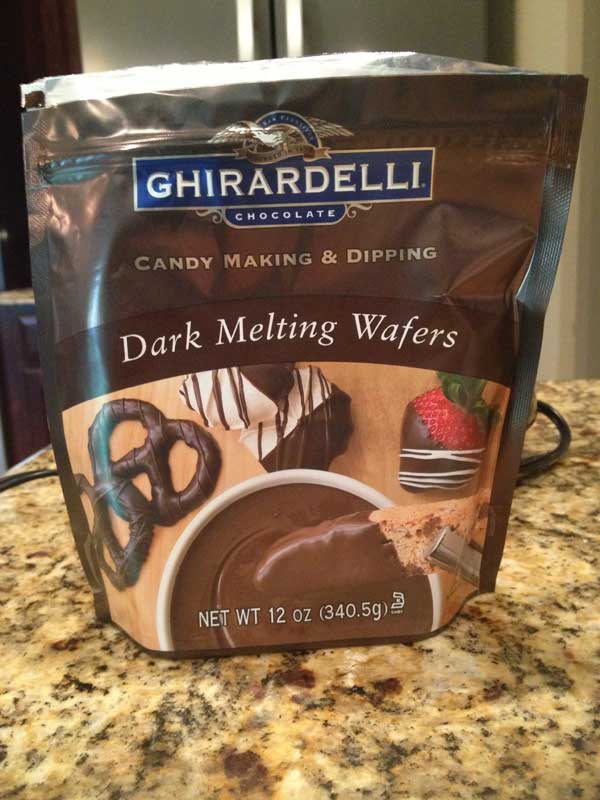 GHIRARDELLI
CHOCOLATE
CANDY MAKING & DIPPING
Dark Melting Wafers
NET WT 12 OZ (340.5g)